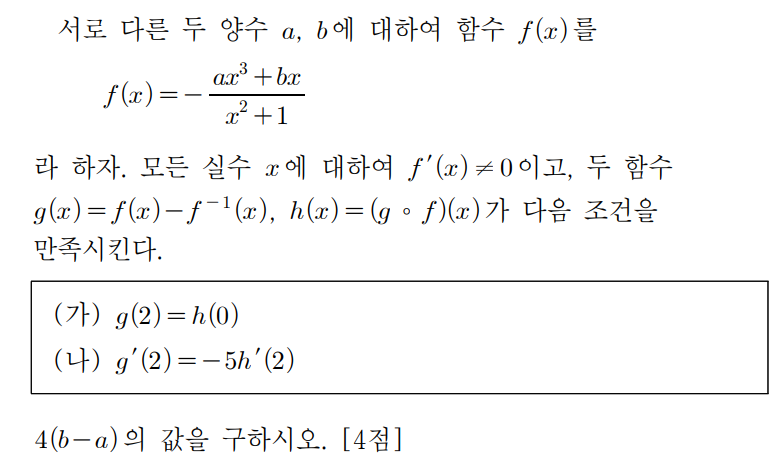 서로 다른 두 양수 a, b에 대하여 함수 f(x)를
f(x)=-\frac{ax^3+bx}{x^2+1}
라 하자. 모든 실수 x에 대하여 f′(x)≠0이고, 두 함수
g(x)=f(x)-f^{-1}(x), h(x)=(g∘f)(x)가 다음 조건을
만족시킨다.
(가) g(2)=h(0)
(나) g′(2)=-5h′(2)
4(b-a)의 값을 구하시오. [4점]